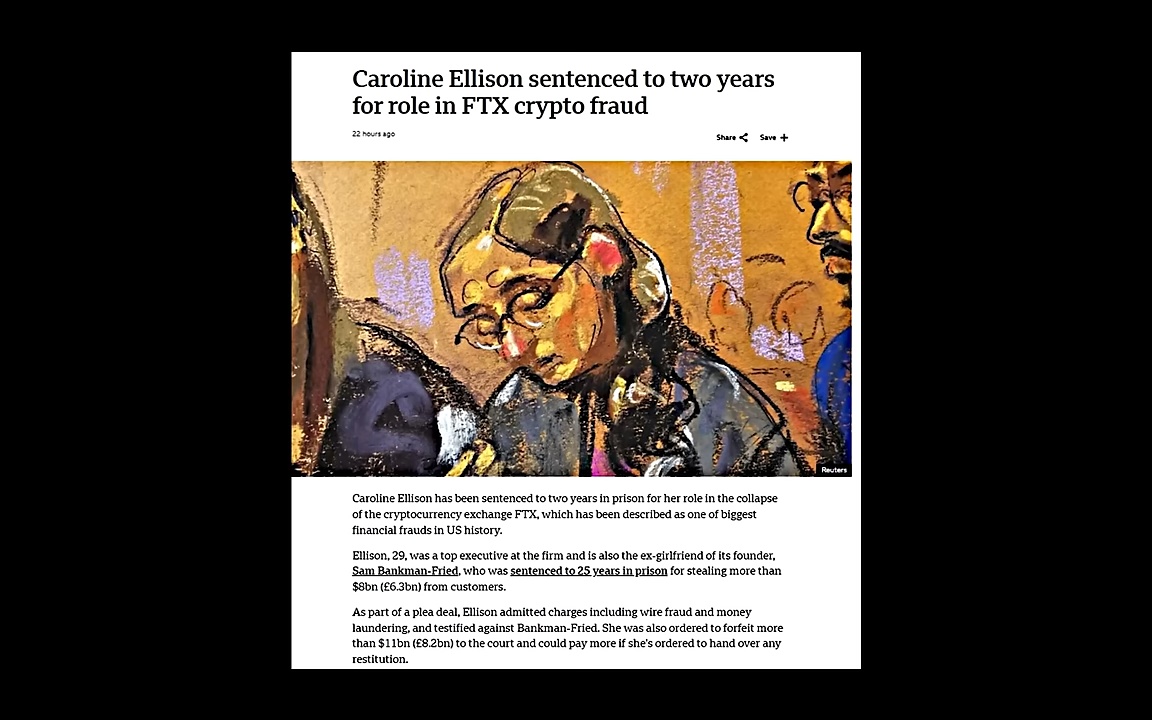 Caroline Ellison sentenced to two years
for role in FTX crypto fraud
22 hours ago
Share
Save
Reuters
Caroline Ellison has been sentenced to two years in prison for her role in the collapse
of the cryptocurrency exchange FTX, which has been described as one of biggest
financial frauds in US history.
Ellison, 29, was a top executive at the firm and is also the ex-girlfriend of its founder,
Sam Bankman-Fried, who was sentenced to 25 years in prison for stealing more than
$8bn (£6.3bn) from customers.
As part of a plea deal, Ellison admitted charges including wire fraud and money
laundering, and testified against Bankman-Fried. She was also ordered to forfeit more
than $11bn (£8.2bn) to the court and could pay more if she's ordered to hand over any
restitution.